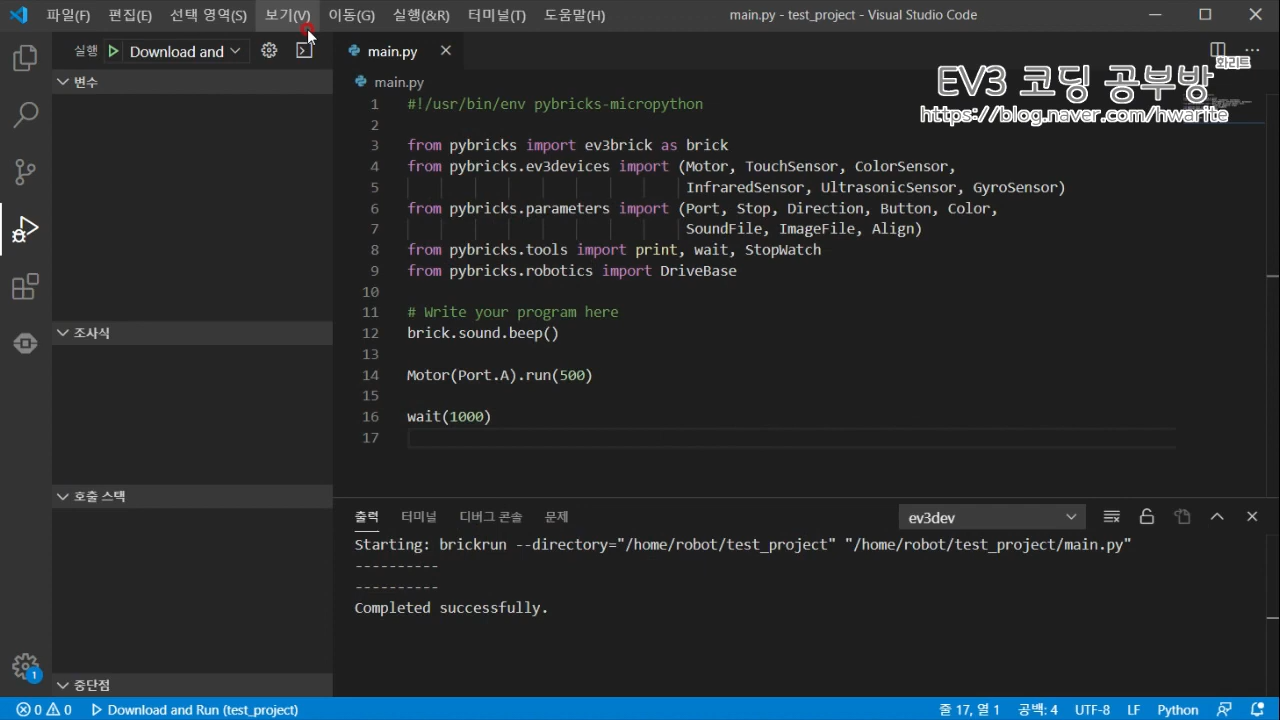 파일(F) 편집(E) 선택 영역(S) 보기(V) 이동(G) 실행(&R) 터미널(T) 도움말(H) main.py - test_project - Visual Studio Code
실행 Download and
main.py
화리트
EV3 코딩 공부방
https://blog.naver.com/hwarite
변수
조사식
호출 스택
중단점
main.py
1 #!/usr/bin/env pybricks-micropython
2
3 from pybricks import ev3brick as brick
4 from pybricks.ev3devices import (Motor, TouchSensor, ColorSensor,
5 InfraredSensor, UltrasonicSensor, GyroSensor)
6 from pybricks.parameters import (Port, Stop, Direction, Button, Color,
7 SoundFile, ImageFile, Align)
8 from pybricks.tools import print, wait, StopWatch
9 from pybricks.robotics import DriveBase
10
11 # Write your program here
12 brick.sound.beep()
13
14 Motor(Port.A).run(500)
15
16 wait(1000)
17
출력 터미널 디버그 콘솔 문제 ev3dev
Starting: brickrun --directory="/home/robot/test_project" "/home/robot/test_project/main.py"
----------
----------
Completed successfully.
1
0 0 Download and Run (test_project) 줄 17, 열 1 공백: 4 UTF-8 LF Python